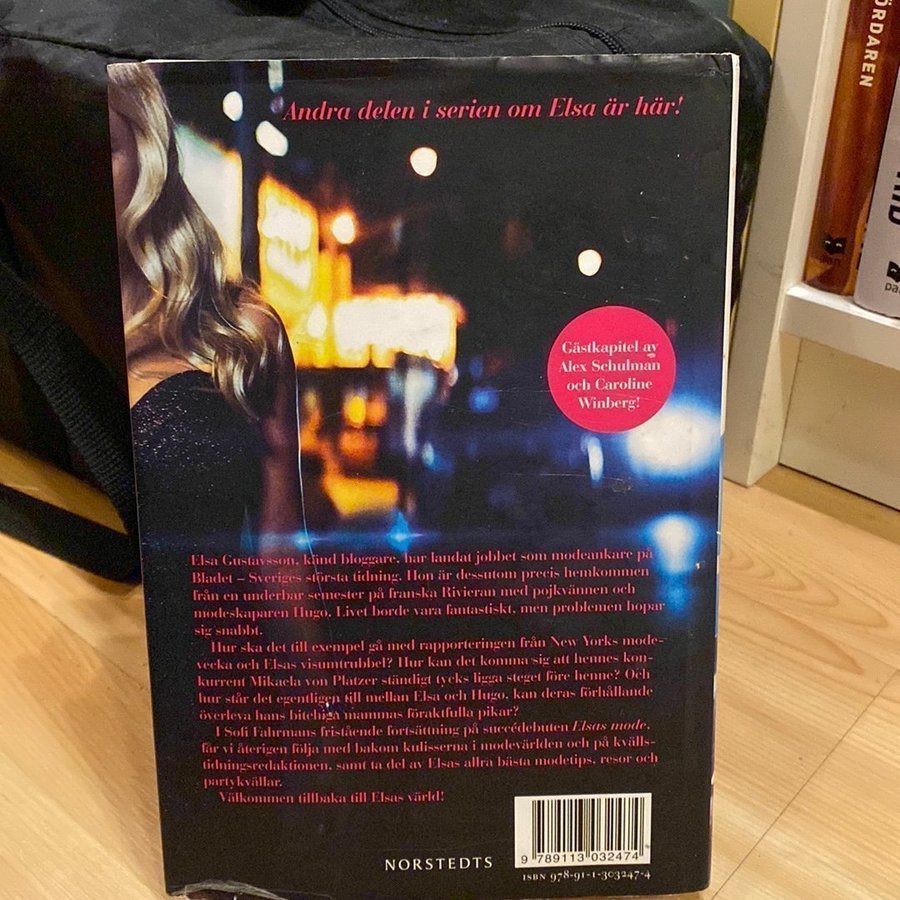 Andra delen i serien om Elsa är här!
Gästkapitel av
Alex Schulman
och Caroline
Winberg!
Elsa Gustavsson, känd bloggare, har landat jobbet som modeankare på
Bladet – Sveriges största tidning. Hon är dessutom precis hemkommen
från en underbar semester på franska Rivieran med pojkvännen och
modeskaparen Hugo. Livet borde vara fantastiskt, men problemen hopar
sig snabbt.
Hur ska det till exempel gå med rapporteringen från New Yorks mode-
vecka och Elsas visumtrubbel? Hur kan det komma sig att hennes kon-
kurrent Mikaela von Platzer ständigt tycks ligga steget före henne? Och
hur står det egentligen till mellan Elsa och Hugo, kan deras förhållande
överleva hans bitchiga mammas föraktfulla pikar?
I Sofi Fahrmans fristående fortsättning på succédebuten Elsas mode,
får vi återigen följa med bakom kulisserna i modevärlden och på kvälls-
tidningsredaktionen, samt ta del av Elsas allra bästa modetips, resor och
partykvällar.
Välkommen tillbaka till Elsas värld!
NORSTEDTS
9 789113 032474
ISBN 978-91-1-303247-4
ÖRDAREN
pan